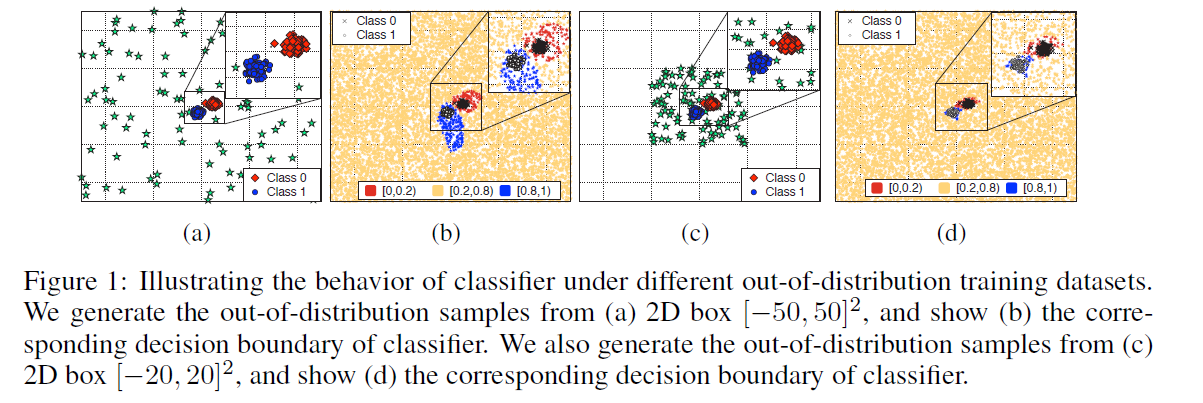 Class 0
Class 1
Class 0
Class 1
[0,0.2)
[0.2,0.8)
[0.8,1)
Class 0
Class 1
Class 0
Class 1
[0,0.2)
[0.2,0.8)
[0.8,1)
(a)
(b)
(c)
(d)
Figure 1: Illustrating the behavior of classifier under different out-of-distribution training datasets.
We generate the out-of-distribution samples from (a) 2D box [−50, 50]², and show (b) the corre-
sponding decision boundary of classifier. We also generate the out-of-distribution samples from (c)
2D box [−20, 20]², and show (d) the corresponding decision boundary of classifier.